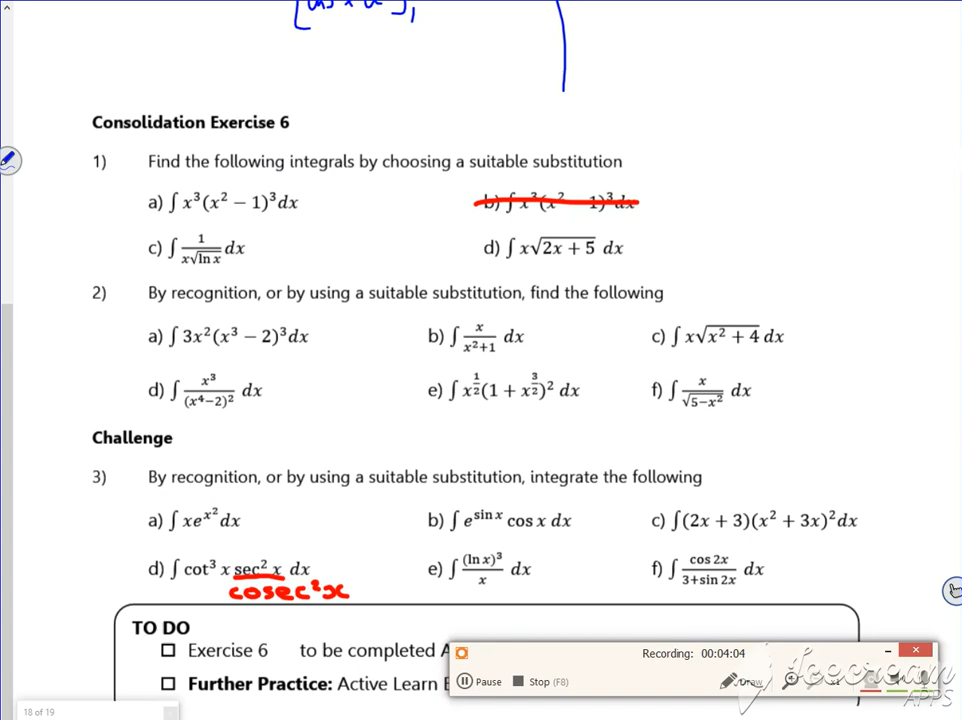 Consolidation Exercise 6
1) Find the following integrals by choosing a suitable substitution
a) ∫ x³(x² − 1)³dx b) ∫ x³(x² − 1)³dx
c) ∫ 1/(x√ln x) dx d) ∫ x√(2x + 5) dx
2) By recognition, or by using a suitable substitution, find the following
a) ∫ 3x²(x³ − 2)³dx b) ∫ x/(x²+1) dx c) ∫ x√(x² + 4) dx
d) ∫ x³/(x⁴−2)² dx e) ∫ x^(1/2)(1 + x^(3/2))² dx f) ∫ x/√(5−x²) dx
Challenge
3) By recognition, or by using a suitable substitution, integrate the following
a) ∫ xe^(x²)dx b) ∫ e^(sin x) cos x dx c) ∫(2x + 3)(x² + 3x)²dx
d) ∫ cot³ x sec² x dx e) ∫ (ln x)³/x dx f) ∫ cos 2x/(3+sin 2x) dx
cosec²x
TO DO
☐ Exercise 6 to be completed A
☐ Further Practice: Active Learn
Recording: 00:04:04
Pause Stop (F8) Draw
Icecream
APPS
18 of 19